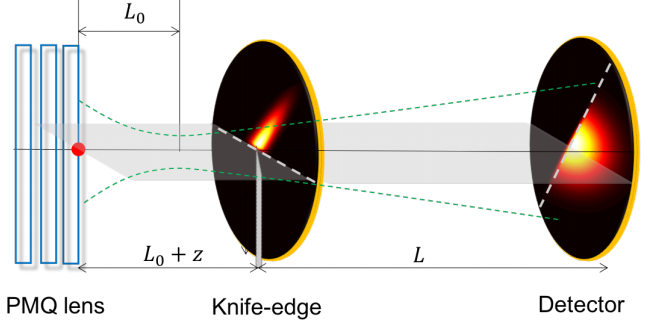 L₀
L₀ + z
L
PMQ lens
Knife-edge
Detector